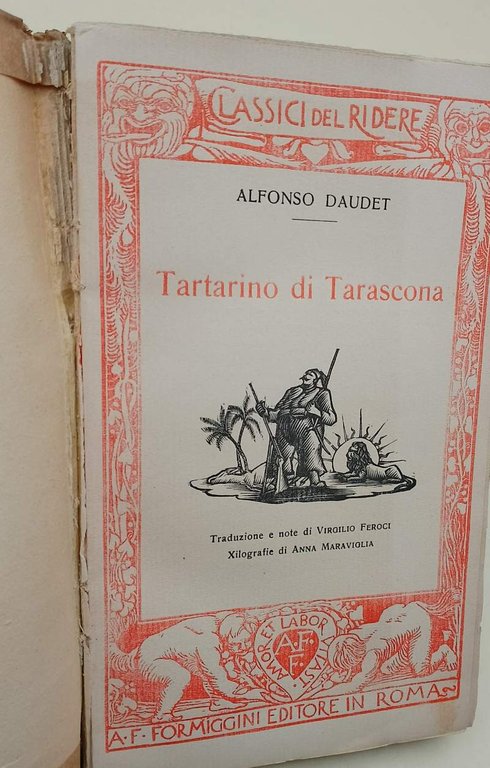 CLASSICI DEL RIDERE
ALFONSO DAUDET
Tartarino di Tarascona
Traduzione e note di VIRGILIO FEROCI
Xilografie di ANNA MARAVIGLIA
AMOR ET LABOR VITAST
A. F. F.
A. F. FORMIGGINI EDITORE IN ROMA